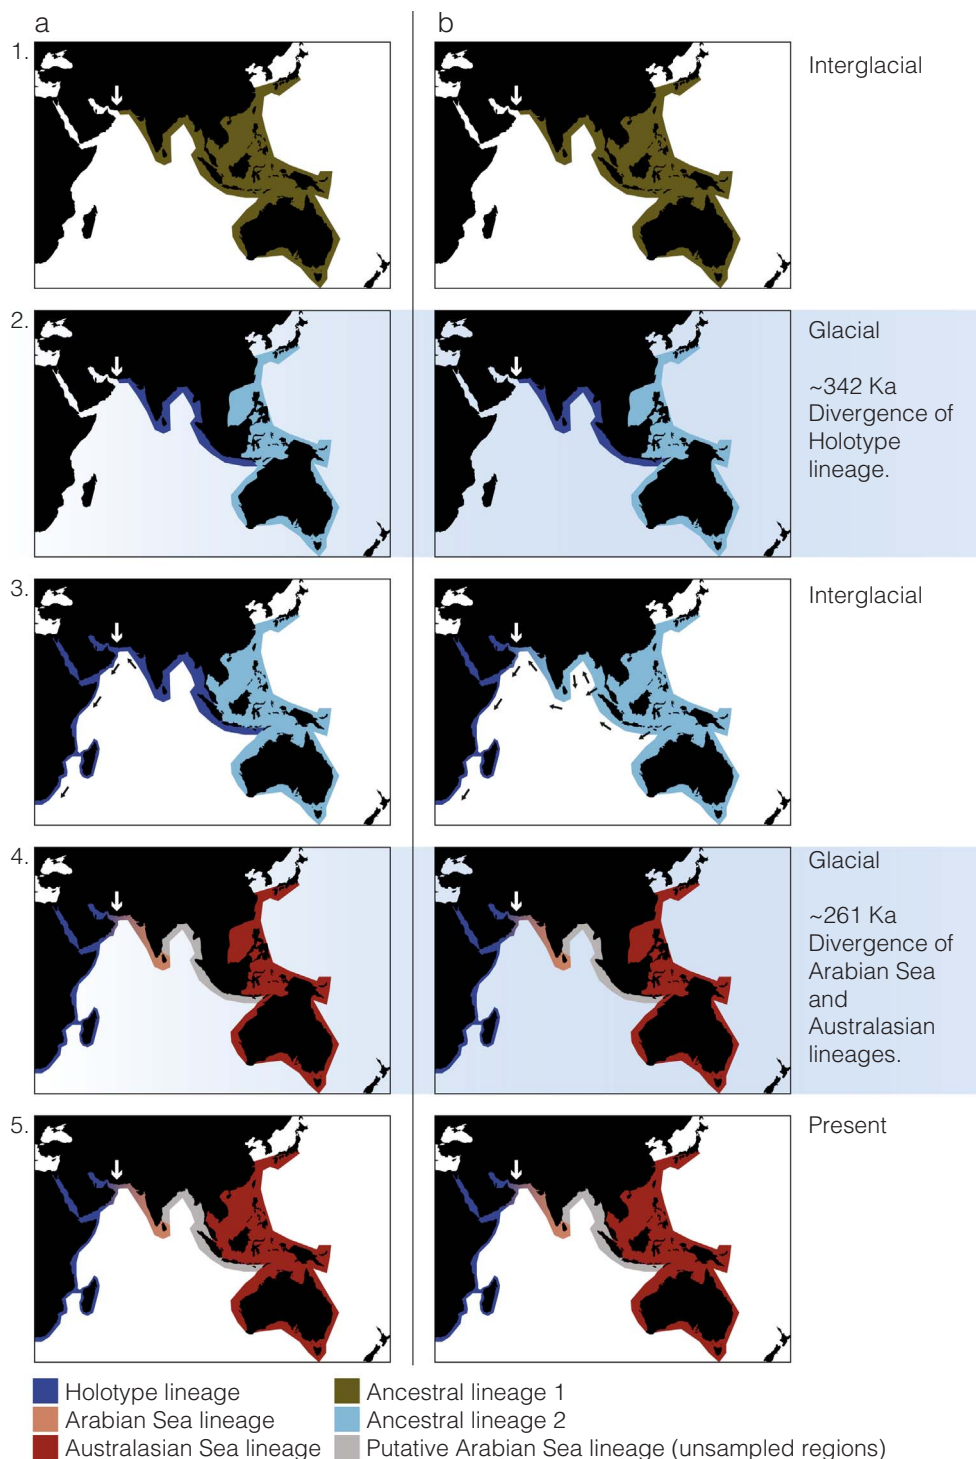 a
b
1.
Interglacial
2.
Glacial
~342 Ka
Divergence of
Holotype
lineage.
3.
Interglacial
4.
Glacial
~261 Ka
Divergence of
Arabian Sea
and
Australasian
lineages.
5.
Present
Holotype lineage
Arabian Sea lineage
Australasian Sea lineage
Ancestral lineage 1
Ancestral lineage 2
Putative Arabian Sea lineage (unsampled regions)